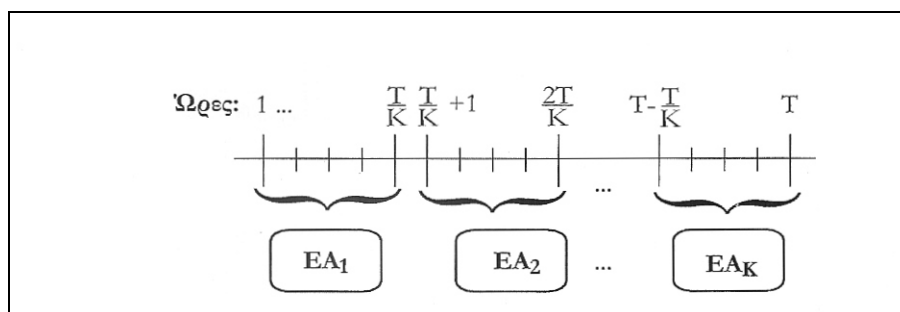 Ώρες: 1 ... T/K T/K +1 2T/K T- T/K T
...
EA1 EA2 ... EAK